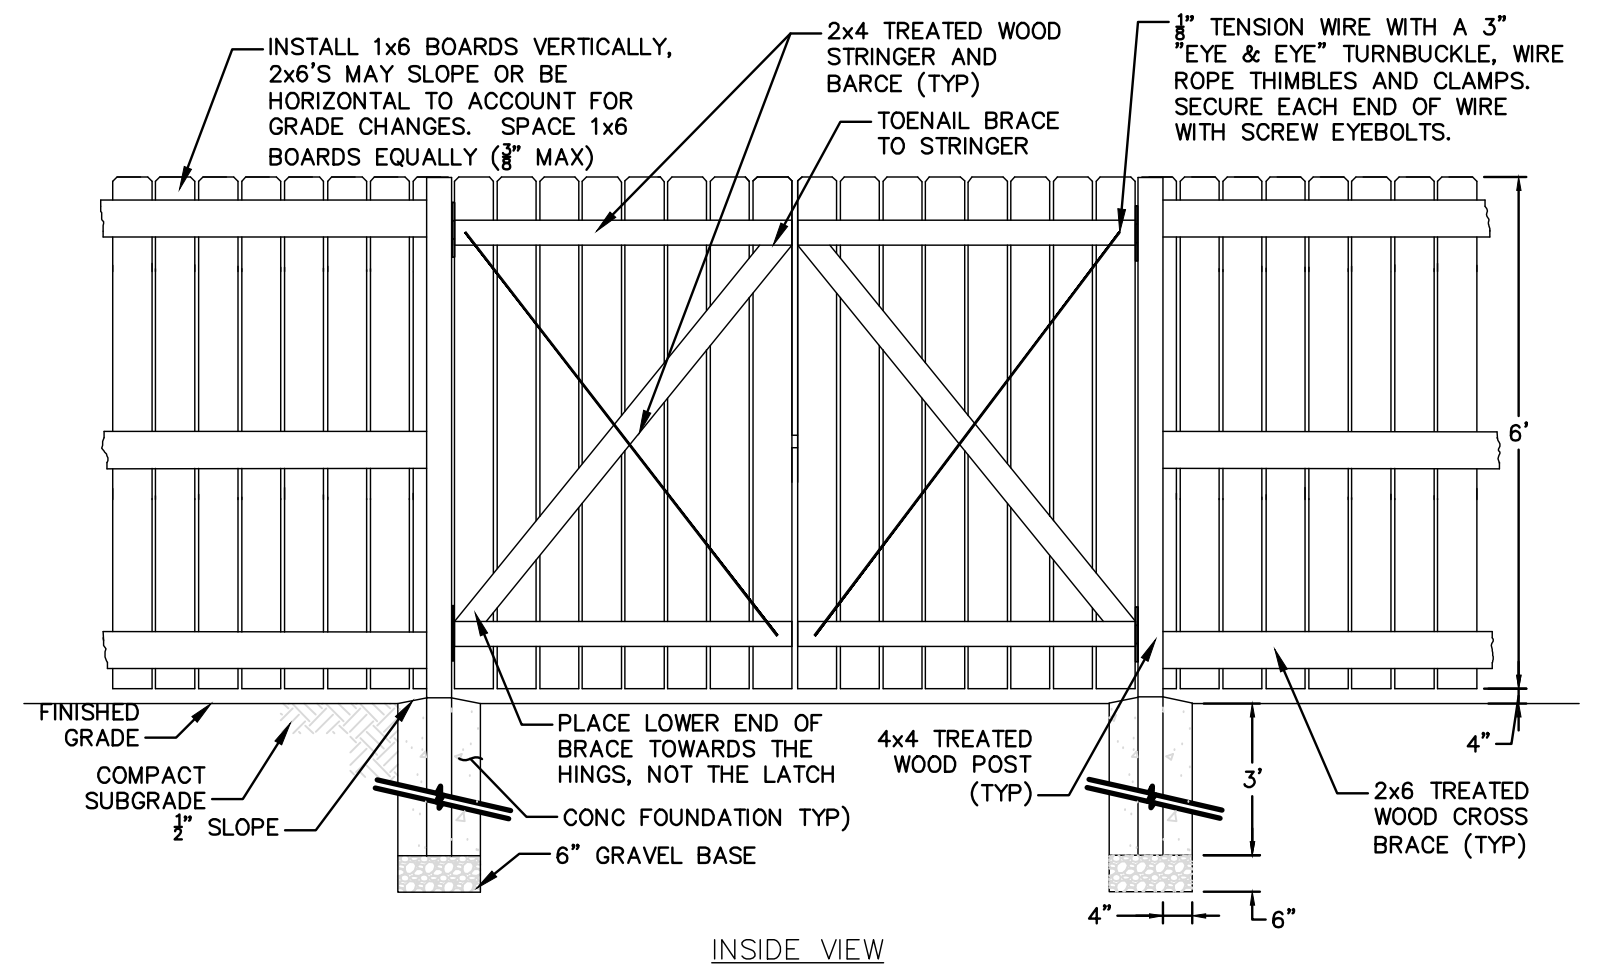 INSTALL 1x6 BOARDS VERTICALLY,
2x6'S MAY SLOPE OR BE
HORIZONTAL TO ACCOUNT FOR
GRADE CHANGES. SPACE 1x6
BOARDS EQUALLY (3/8" MAX)
2x4 TREATED WOOD
STRINGER AND
BARCE (TYP)
TOENAIL BRACE
TO STRINGER
1/8" TENSION WIRE WITH A 3"
"EYE & EYE" TURNBUCKLE, WIRE
ROPE THIMBLES AND CLAMPS.
SECURE EACH END OF WIRE
WITH SCREW EYEBOLTS.
6'
FINISHED
GRADE
COMPACT
SUBGRADE
1/2" SLOPE
PLACE LOWER END OF
BRACE TOWARDS THE
HINGS, NOT THE LATCH
CONC FOUNDATION TYP)
6" GRAVEL BASE
4x4 TREATED
WOOD POST
(TYP)
3'
4"
2x6 TREATED
WOOD CROSS
BRACE (TYP)
4"
6"
INSIDE VIEW